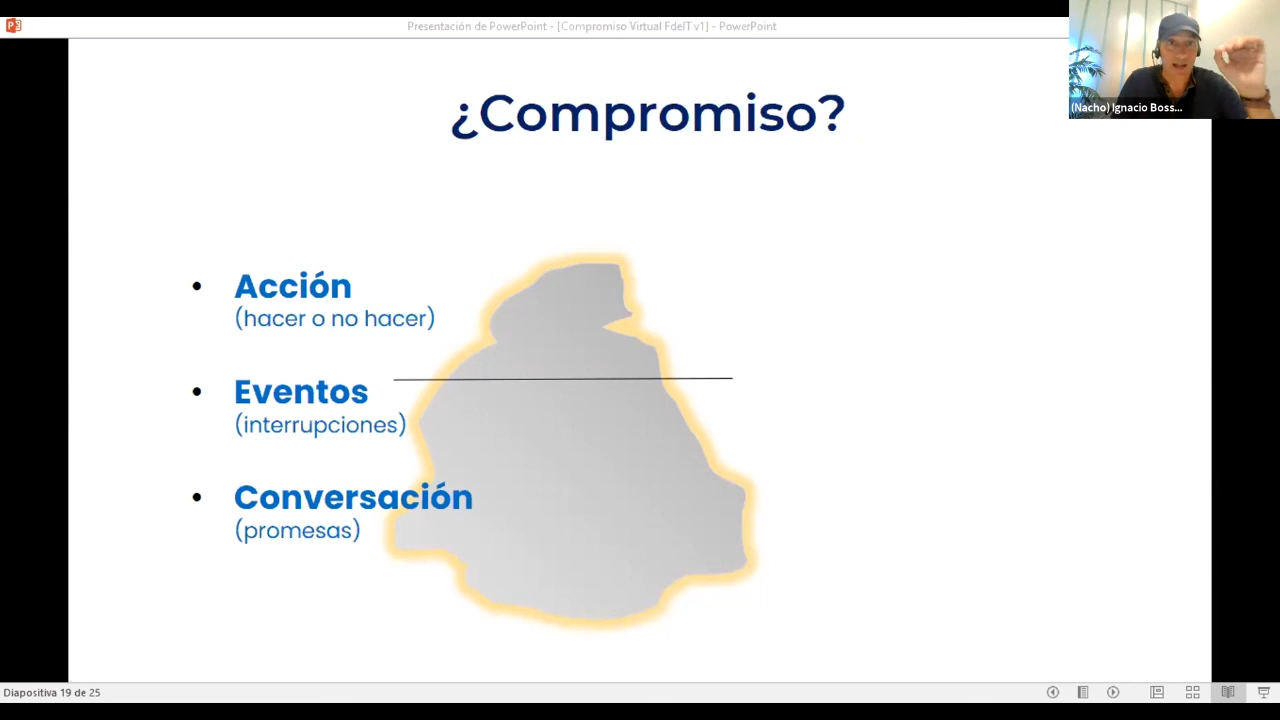 Presentación de PowerPoint - [Compromiso Virtual FdeIT v1] - PowerPoint
(Nacho) Ignacio Boss...
¿Compromiso?
• Acción
(hacer o no hacer)
• Eventos
(interrupciones)
• Conversación
(promesas)
Diapositiva 19 de 25